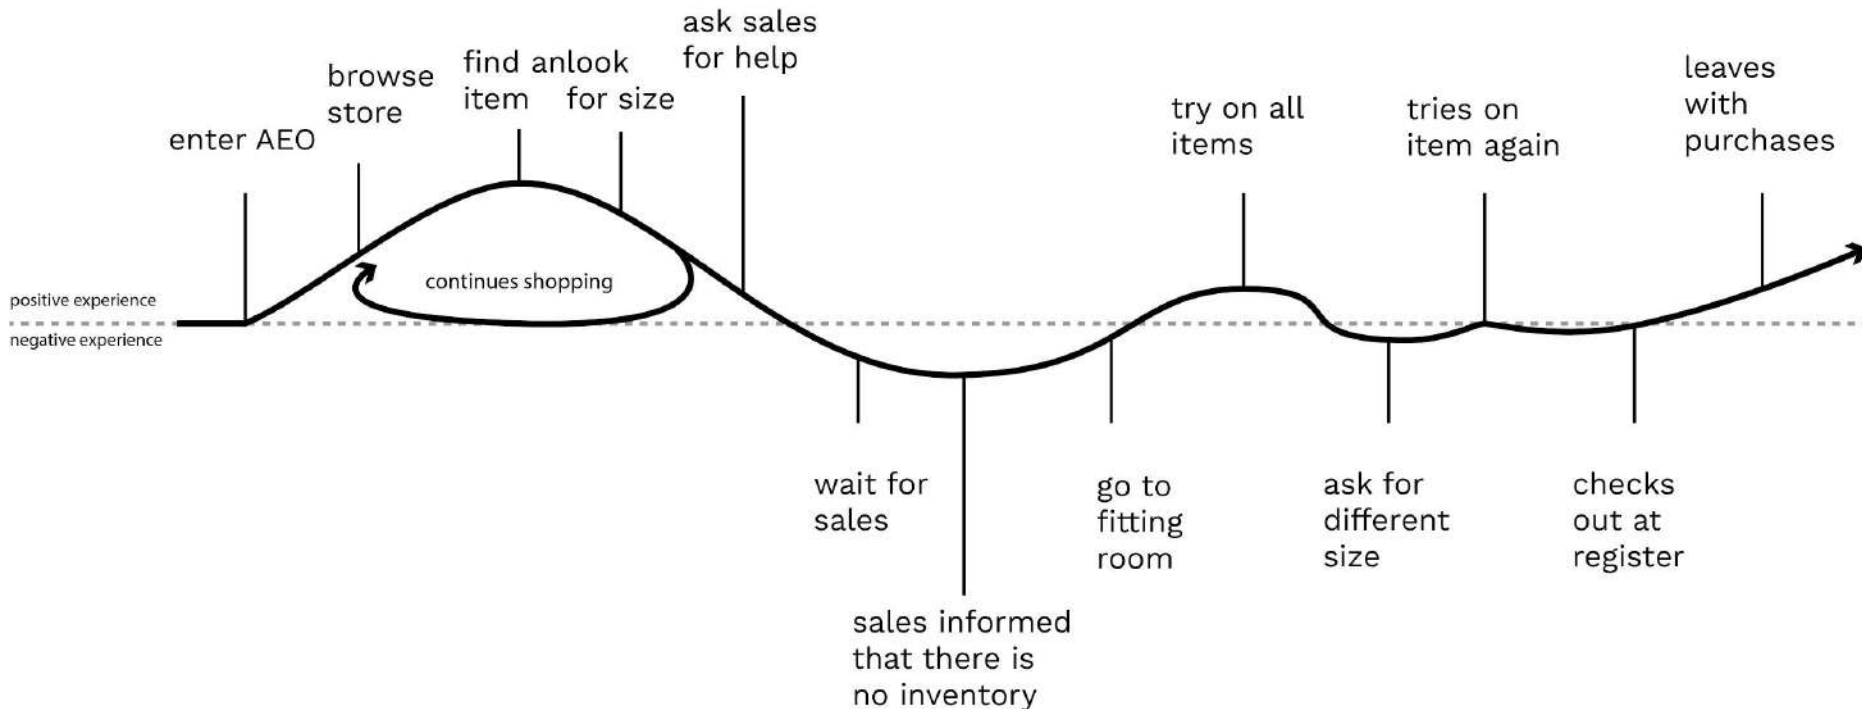 enter AEO
browse
store
find an
item
look
for size
ask sales
for help
continues shopping
positive experience
negative experience
wait for
sales
sales informed
that there is
no inventory
go to
fitting
room
try on all
items
ask for
different
size
tries on
item again
checks
out at
register
leaves
with
purchases